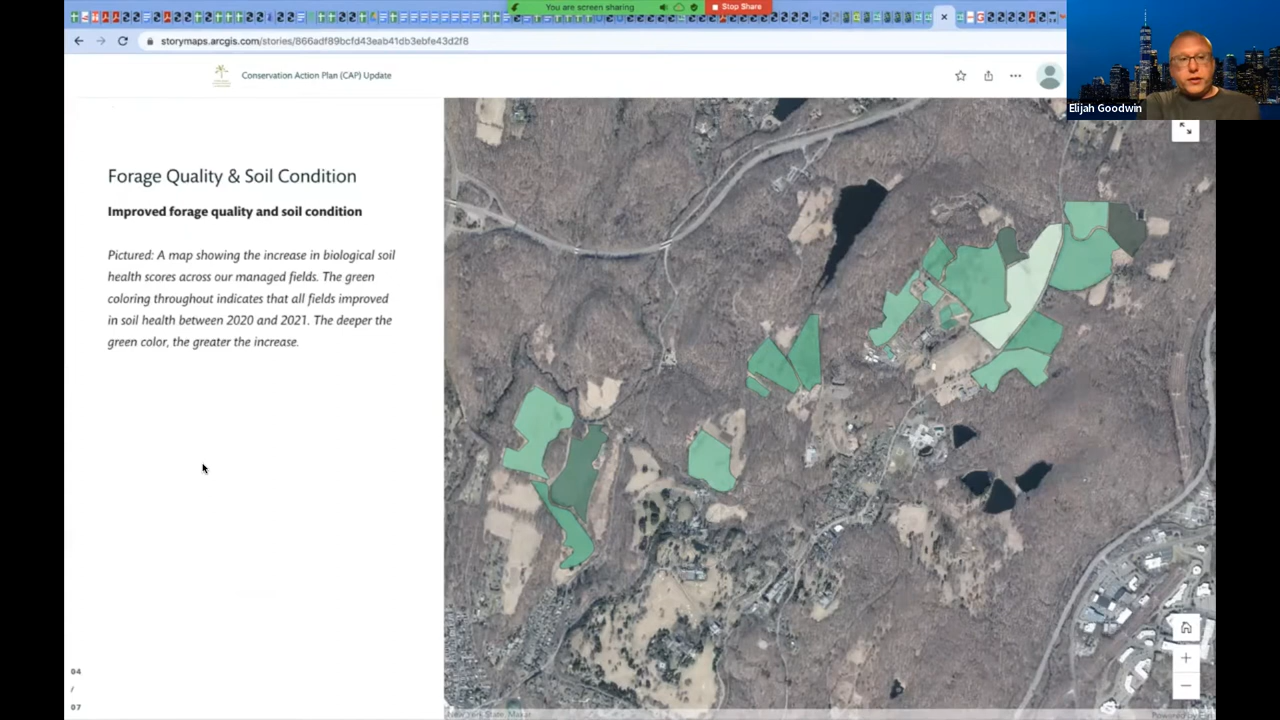 You are screen sharing
Stop Share
storymaps.arcgis.com/stories/866adf89bcfd43eab41db3ebfe43d2f8
Conservation Action Plan (CAP) Update
Elijah Goodwin
Forage Quality & Soil Condition
Improved forage quality and soil condition
Pictured: A map showing the increase in biological soil
health scores across our managed fields. The green
coloring throughout indicates that all fields improved
in soil health between 2020 and 2021. The deeper the
green color, the greater the increase.
04
/
07